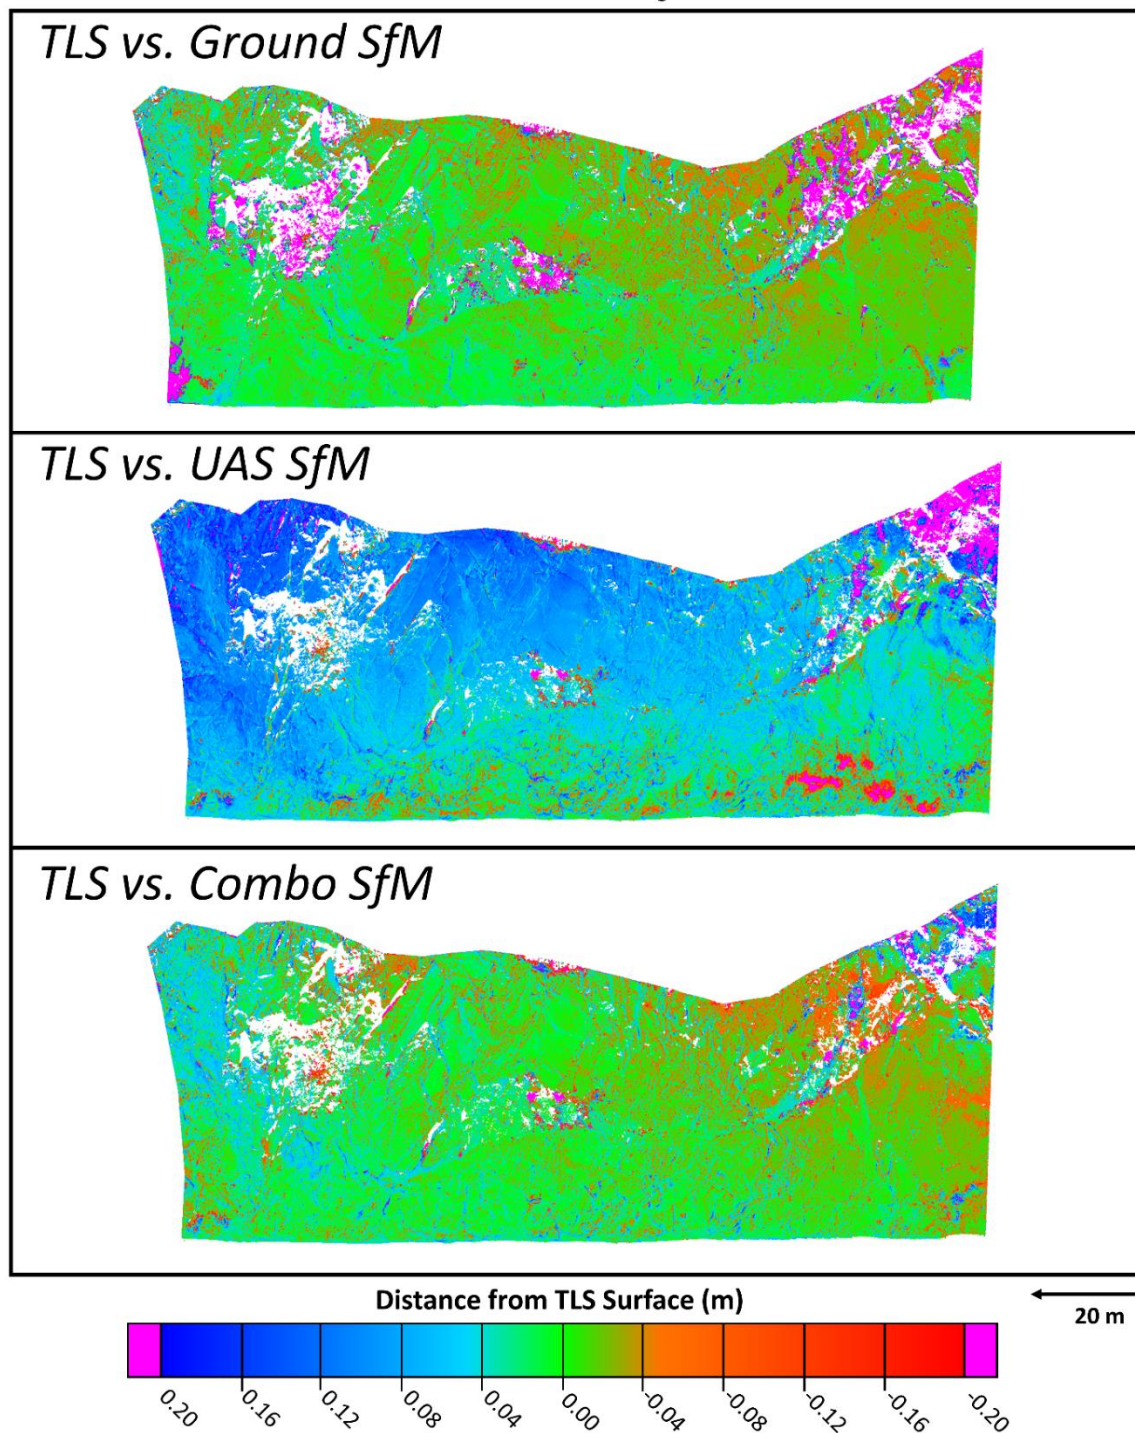 TLS vs. Ground SfM
TLS vs. UAS SfM
TLS vs. Combo SfM
Distance from TLS Surface (m)
20 m
0.20 0.16 0.12 0.08 0.04 0.00 -0.04 -0.08 -0.12 -0.16 -0.20